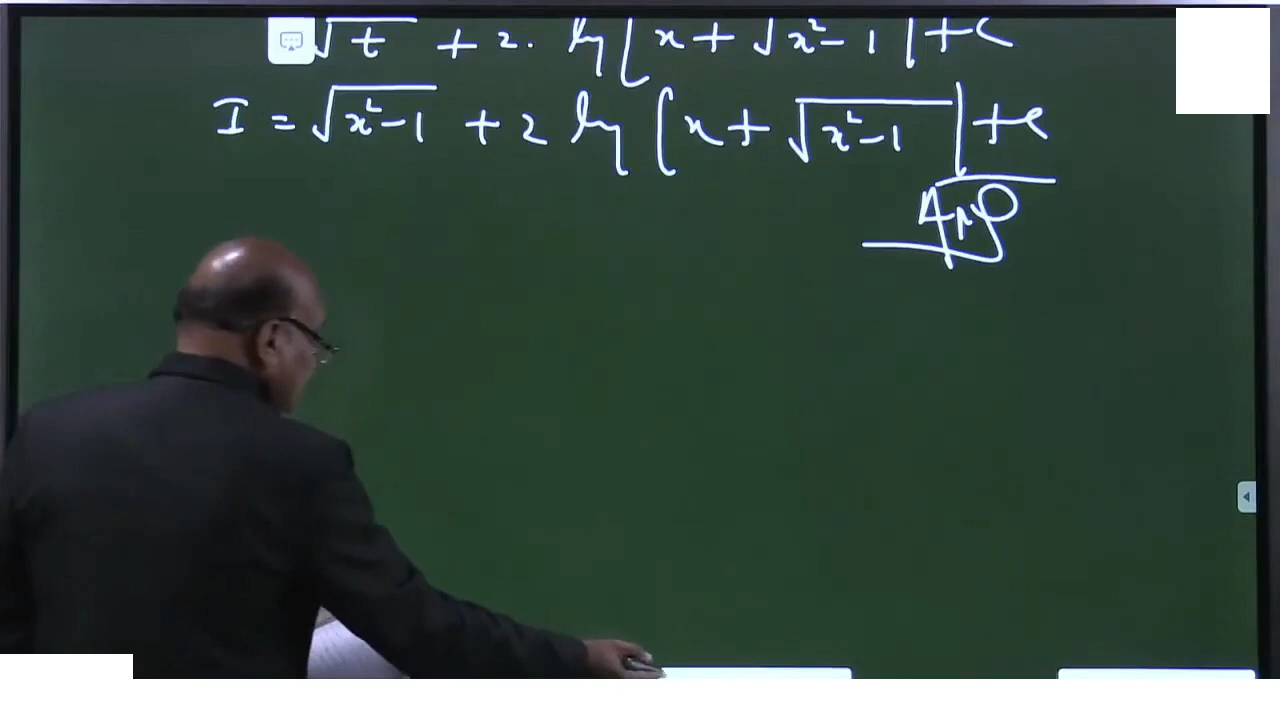 √t + 2. log|x + √x²-1| + C
I = √x²-1 + 2 log|x + √x²-1| + C
Ans